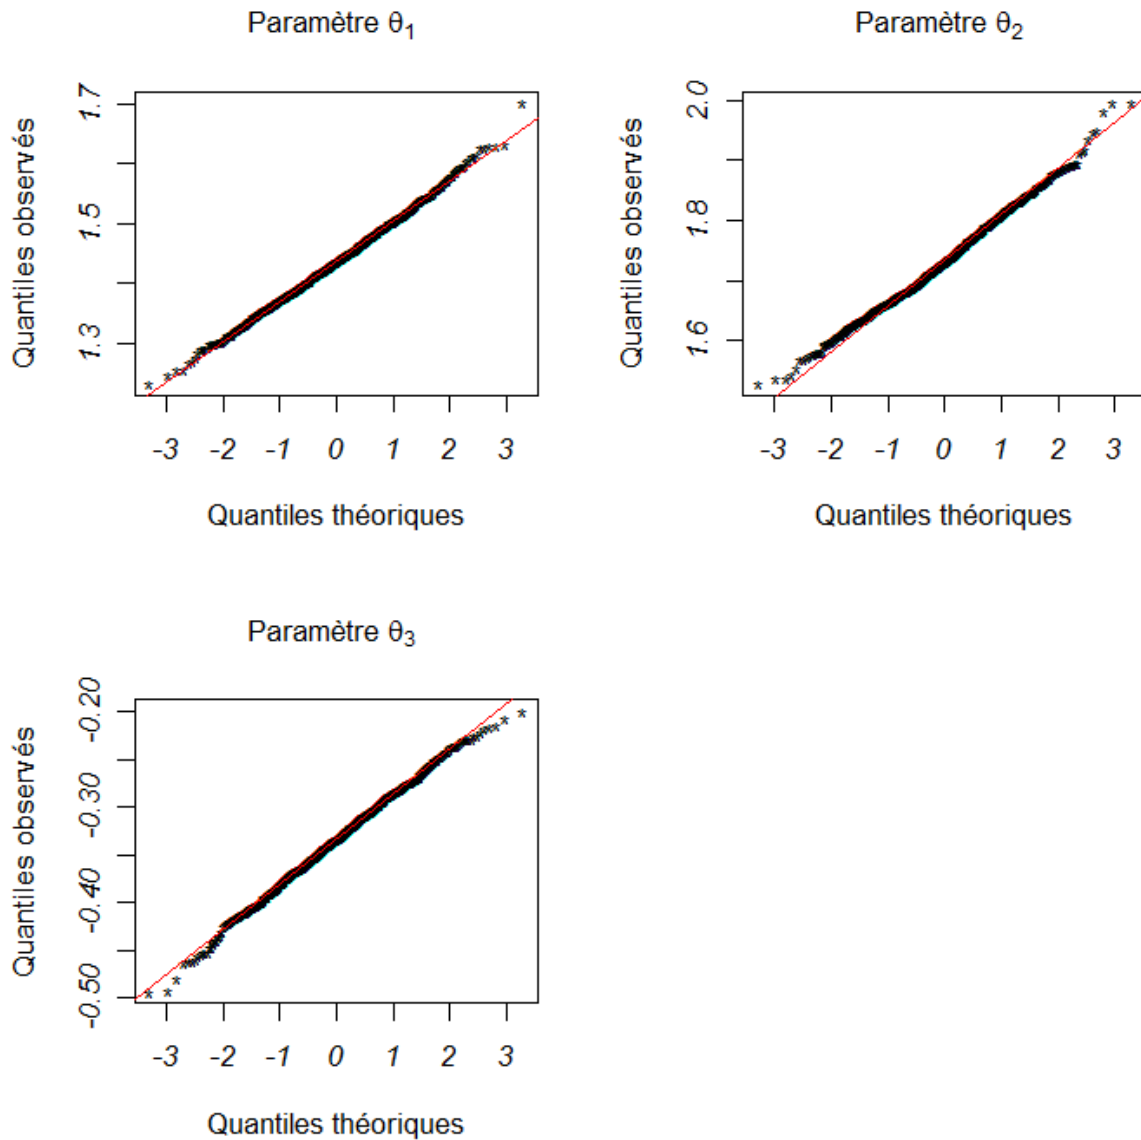 Paramètre θ1
Quantiles observés
1.7
1.5
1.3
-3 -2 -1 0 1 2 3
Quantiles théoriques
Paramètre θ2
Quantiles observés
2.0
1.8
1.6
-3 -2 -1 0 1 2 3
Quantiles théoriques
Paramètre θ3
Quantiles observés
-0.20
-0.30
-0.40
-0.50
-3 -2 -1 0 1 2 3
Quantiles théoriques